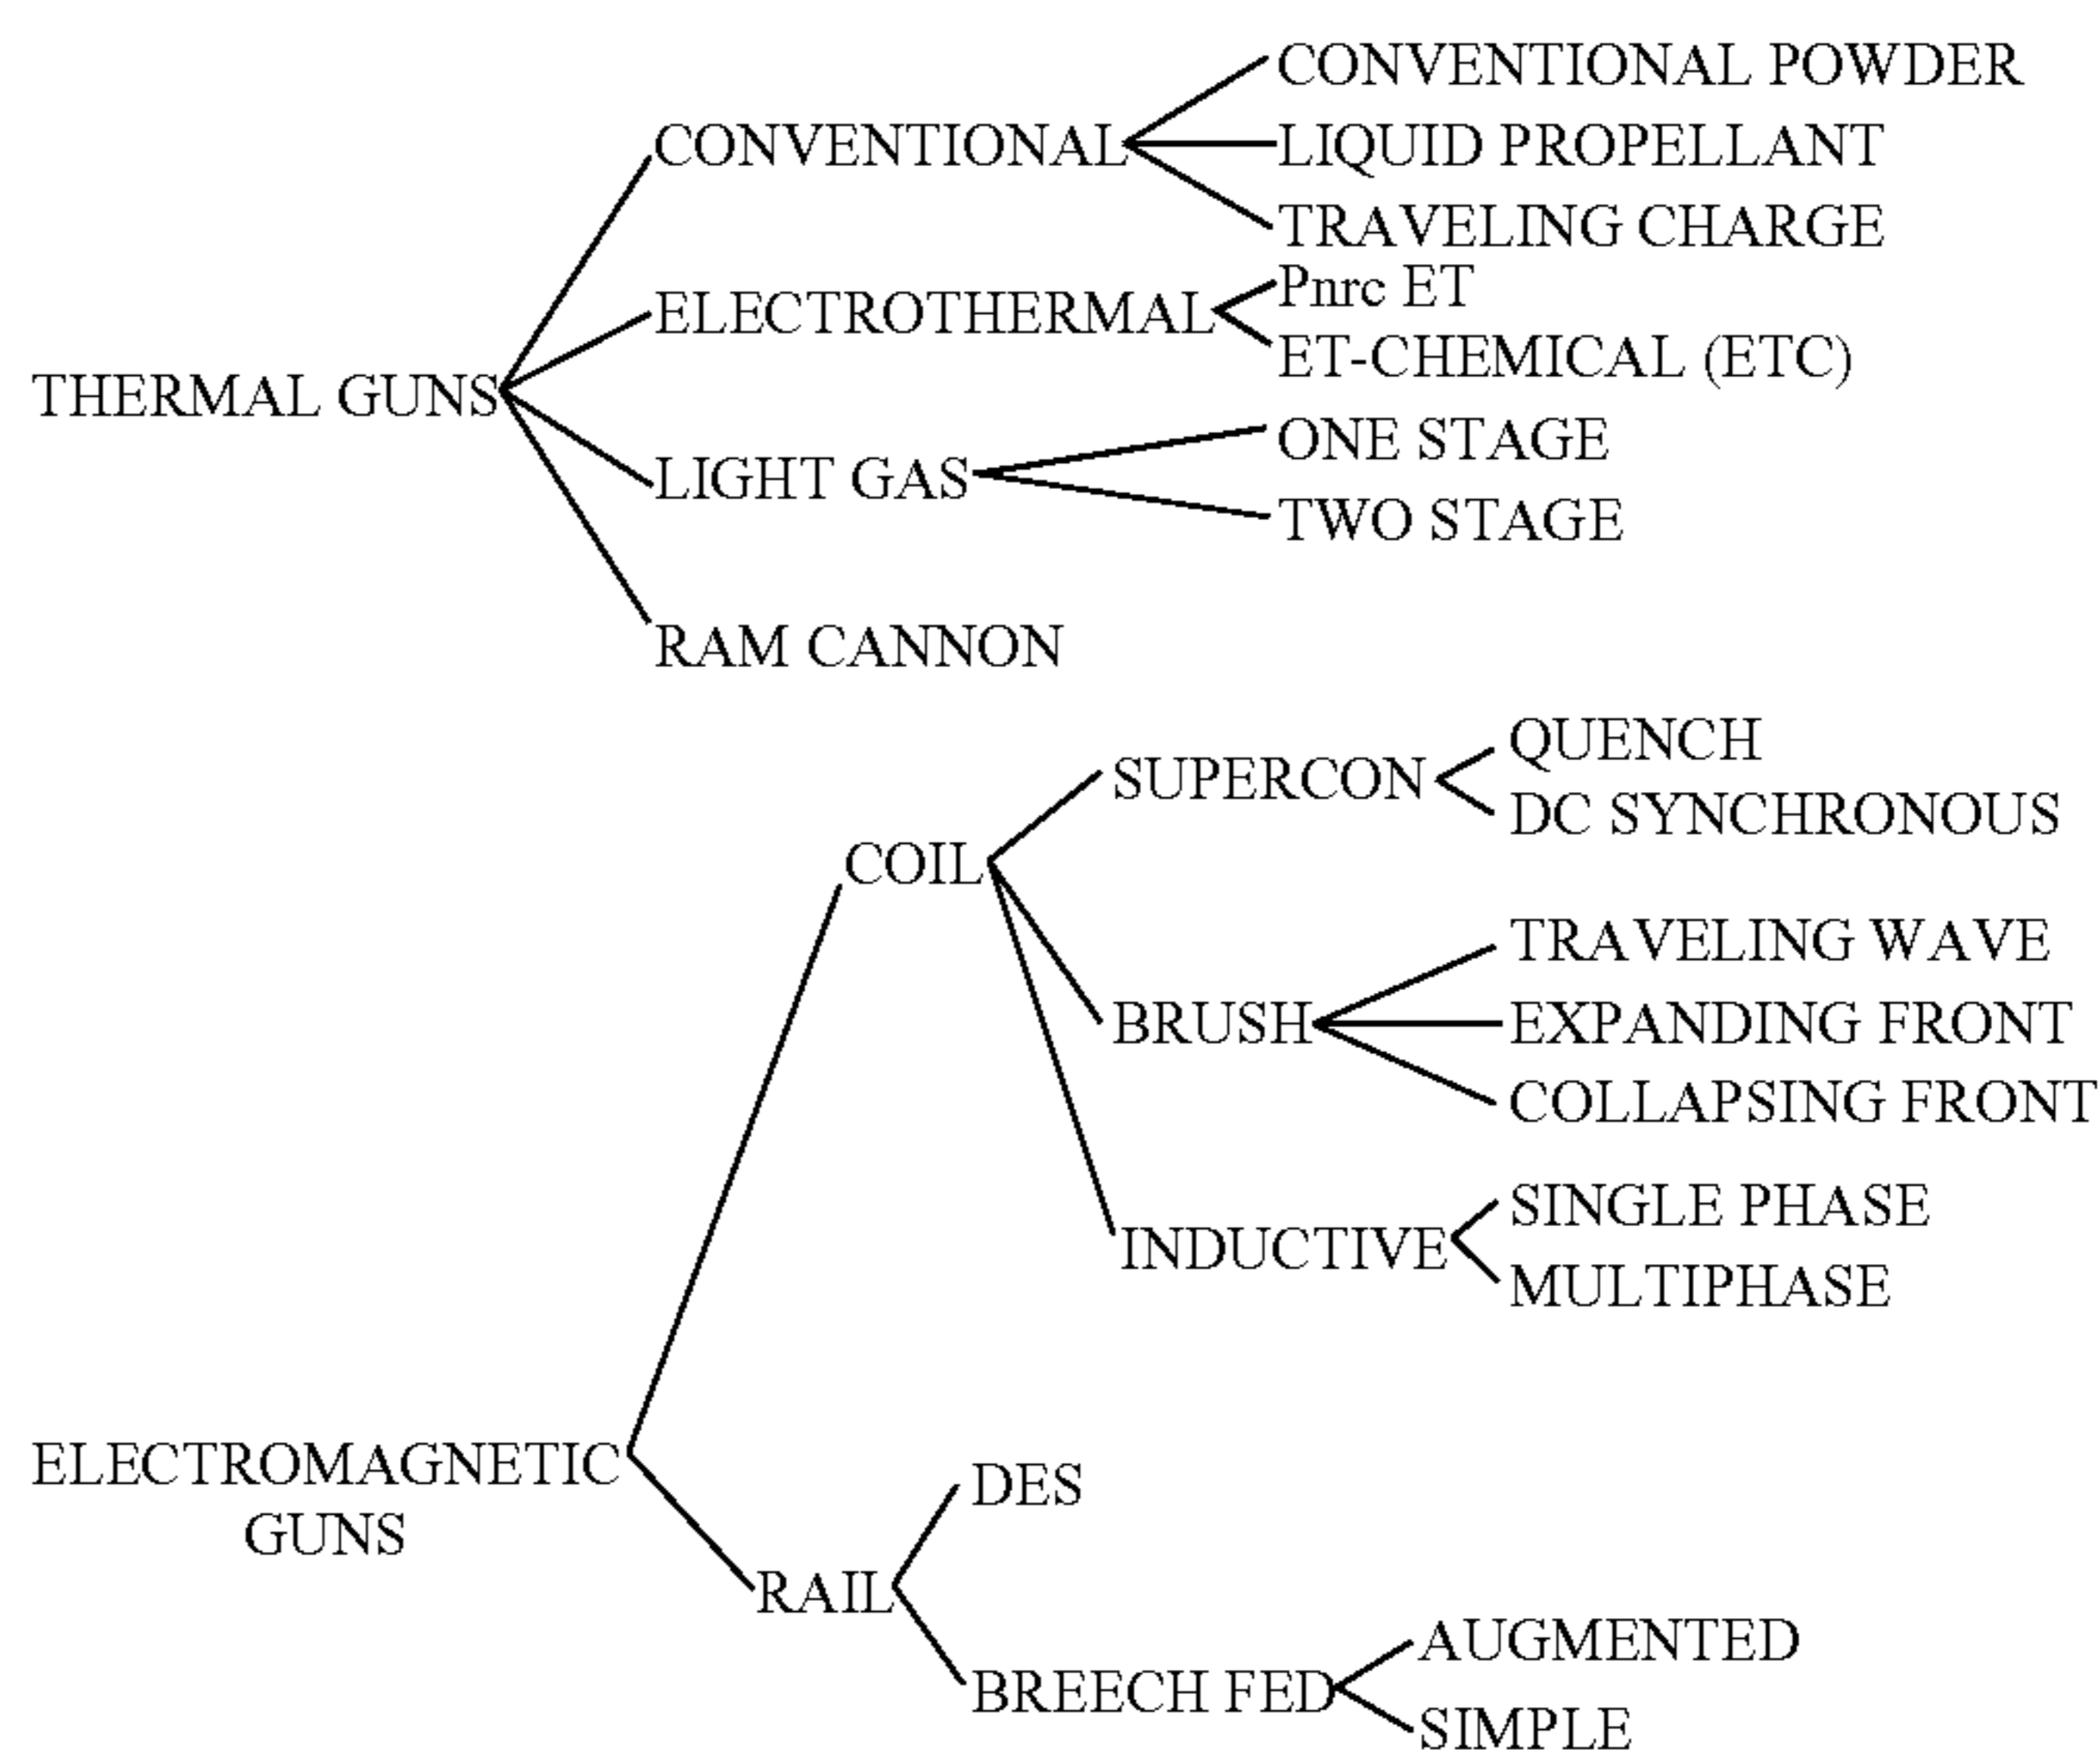 CONVENTIONAL POWDER
CONVENTIONAL
LIQUID PROPELLANT
TRAVELING CHARGE
Pnrc ET
ELECTROTHERMAL
ET-CHEMICAL (ETC)
THERMAL GUNS
ONE STAGE
LIGHT GAS
TWO STAGE
RAM CANNON
QUENCH
SUPERCON
DC SYNCHRONOUS
COIL
TRAVELING WAVE
BRUSH
EXPANDING FRONT
COLLAPSING FRONT
SINGLE PHASE
INDUCTIVE
MULTIPHASE
ELECTROMAGNETIC
GUNS
DES
RAIL
AUGMENTED
BREECH FED
SIMPLE